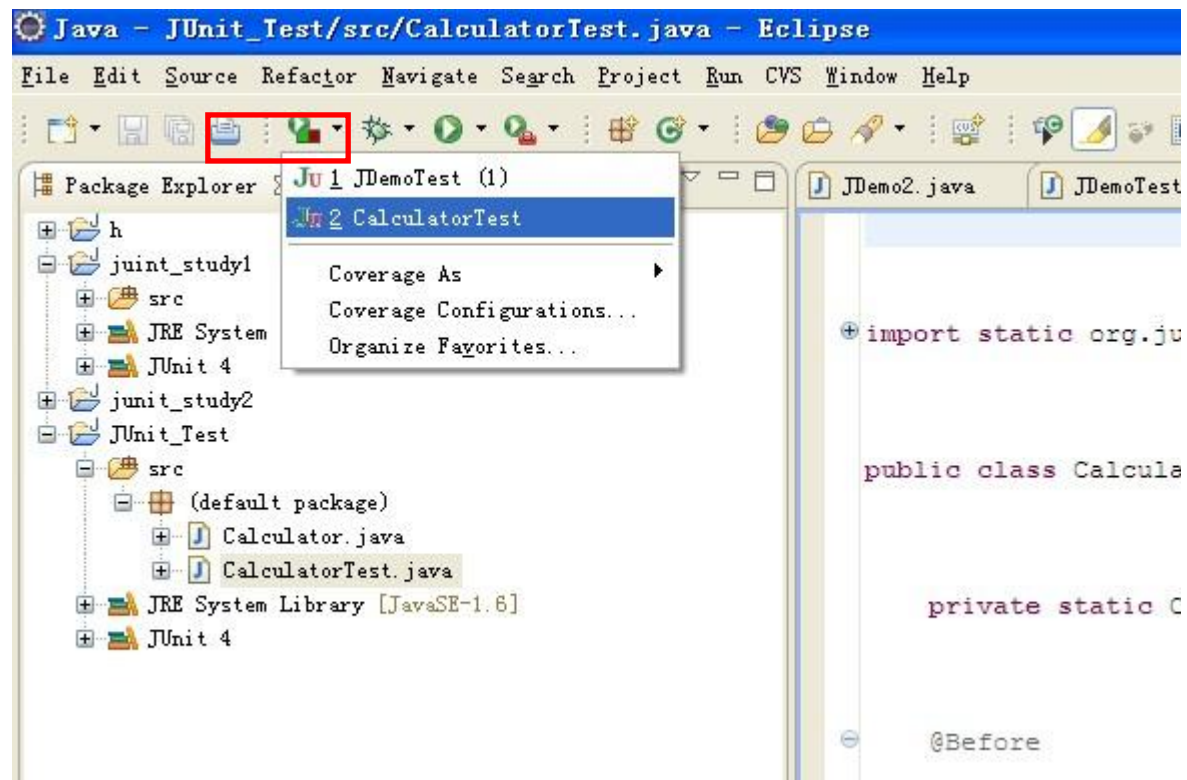 Java - JUnit_Test/src/CalculatorTest.java - Eclipse
File Edit Source Refactor Navigate Search Project Run CVS Window Help
Package Explorer
JU 1 JDemoTest (1)
2 CalculatorTest
Coverage As
Coverage Configurations...
Organize Favorites...
h
juint_study1
src
JRE System
JUnit 4
junit_study2
JUnit_Test
src
(default package)
Calculator.java
CalculatorTest.java
JRE System Library [JavaSE-1.6]
JUnit 4
JDemo2.java JDemoTest
import static org.ju
public class Calcula
private static C
@Before